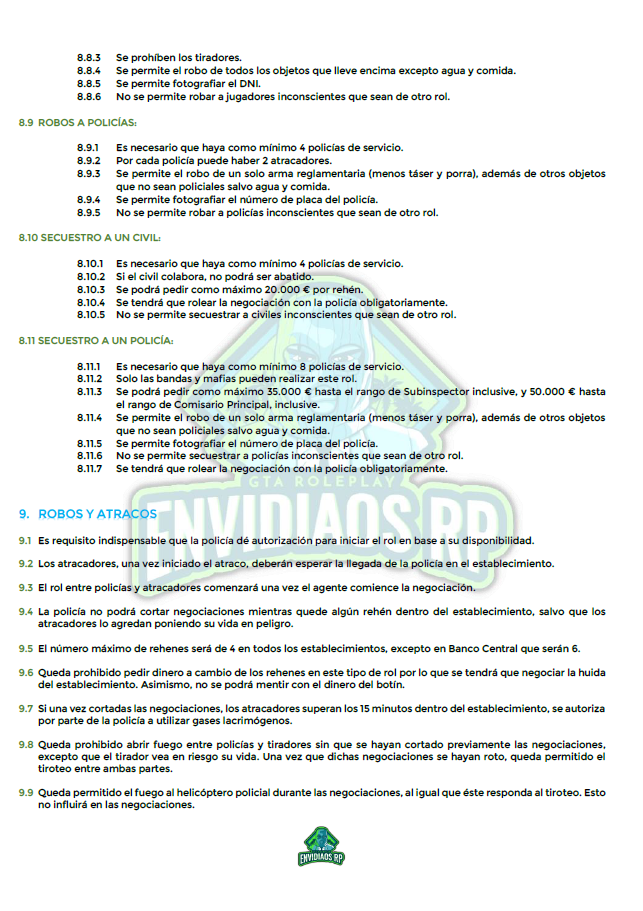 8.8.3 Se prohíben los tiradores.
8.8.4 Se permite el robo de todos los objetos que lleve encima excepto agua y comida.
8.8.5 Se permite fotografiar el DNI.
8.8.6 No se permite robar a jugadores inconscientes que sean de otro rol.
8.9 ROBOS A POLICÍAS:
8.9.1 Es necesario que haya como mínimo 4 policías de servicio.
8.9.2 Por cada policía puede haber 2 atracadores.
8.9.3 Se permite el robo de un solo arma reglamentaria (menos táser y porra), además de otros objetos
que no sean policiales salvo agua y comida.
8.9.4 Se permite fotografiar el número de placa del policía.
8.9.5 No se permite robar a policías inconscientes que sean de otro rol.
8.10 SECUESTRO A UN CIVIL:
8.10.1 Es necesario que haya como mínimo 4 policías de servicio.
8.10.2 Si el civil colabora, no podrá ser abatido.
8.10.3 Se podrá pedir como máximo 20.000 € por rehén.
8.10.4 Se tendrá que rolear la negociación con la policía obligatoriamente.
8.10.5 No se permite secuestrar a civiles inconscientes que sean de otro rol.
8.11 SECUESTRO A UN POLICÍA:
8.11.1 Es necesario que haya como mínimo 8 policías de servicio.
8.11.2 Solo las bandas y mafias pueden realizar este rol.
8.11.3 Se podrá pedir como máximo 35.000 € hasta el rango de Subinspector inclusive, y 50.000 € hasta
el rango de Comisario Principal, inclusive.
8.11.4 Se permite el robo de un solo arma reglamentaria (menos táser y porra), además de otros objetos
que no sean policiales salvo agua y comida.
8.11.5 Se permite fotografiar el número de placa del policía.
8.11.6 No se permite secuestrar a policías inconscientes que sean de otro rol.
8.11.7 Se tendrá que rolear la negociación con la policía obligatoriamente.
GTA ROLEPLAY
ENVIDIAOS RP
9. ROBOS Y ATRACOS
9.1 Es requisito indispensable que la policía dé autorización para iniciar el rol en base a su disponibilidad.
9.2 Los atracadores, una vez iniciado el atraco, deberán esperar la llegada de la policía en el establecimiento.
9.3 El rol entre policías y atracadores comenzará una vez el agente comience la negociación.
9.4 La policía no podrá cortar negociaciones mientras quede algún rehén dentro del establecimiento, salvo que los
atracadores lo agredan poniendo su vida en peligro.
9.5 El número máximo de rehenes será de 4 en todos los establecimientos, excepto en Banco Central que serán 6.
9.6 Queda prohibido pedir dinero a cambio de los rehenes en este tipo de rol por lo que se tendrá que negociar la huida
del establecimiento. Asimismo, no se podrá mentir con el dinero del botín.
9.7 Si una vez cortadas las negociaciones, los atracadores superan los 15 minutos dentro del establecimiento, se autoriza
por parte de la policía a utilizar gases lacrimógenos.
9.8 Queda prohibido abrir fuego entre policías y tiradores sin que se hayan cortado previamente las negociaciones,
excepto que el tirador vea en riesgo su vida. Una vez que dichas negociaciones se hayan roto, queda permitido el
tiroteo entre ambas partes.
9.9 Queda permitido el fuego al helicóptero policial durante las negociaciones, al igual que éste responda al tiroteo. Esto
no influirá en las negociaciones.
ENVIDIAOS RP